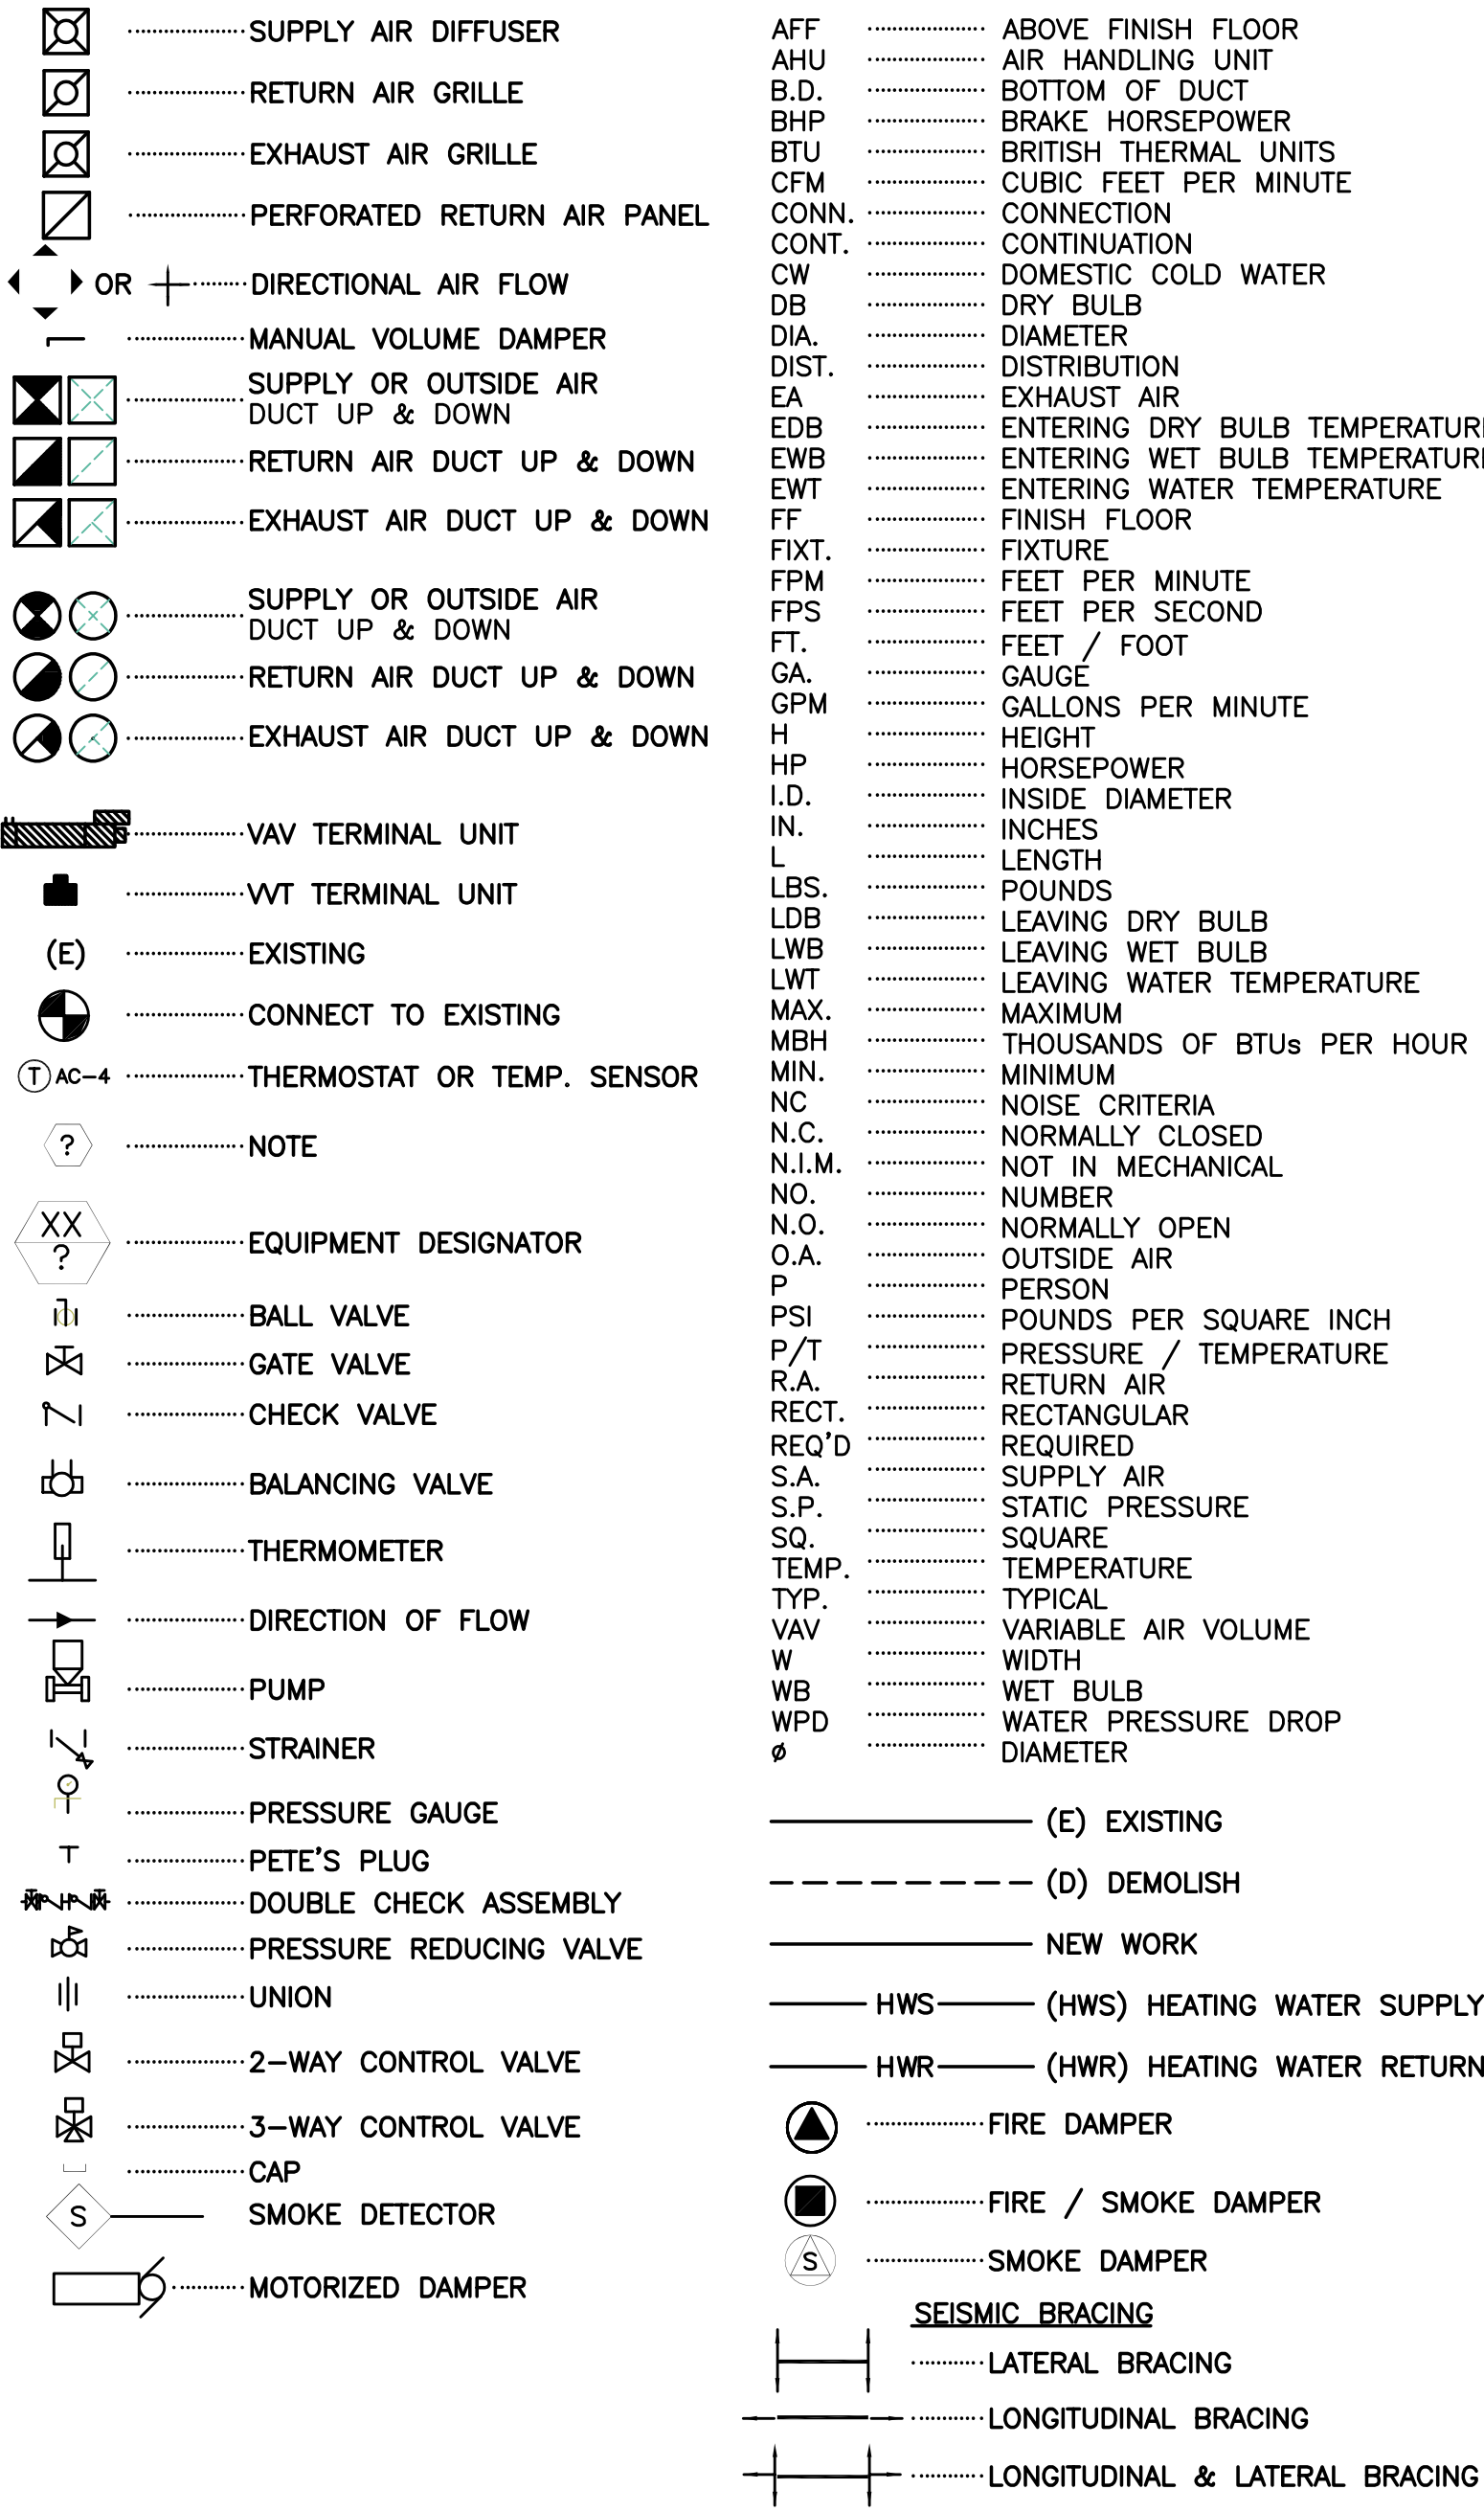 SUPPLY AIR DIFFUSER
RETURN AIR GRILLE
EXHAUST AIR GRILLE
PERFORATED RETURN AIR PANEL
OR DIRECTIONAL AIR FLOW
MANUAL VOLUME DAMPER
SUPPLY OR OUTSIDE AIR
DUCT UP & DOWN
RETURN AIR DUCT UP & DOWN
EXHAUST AIR DUCT UP & DOWN
SUPPLY OR OUTSIDE AIR
DUCT UP & DOWN
RETURN AIR DUCT UP & DOWN
EXHAUST AIR DUCT UP & DOWN
VAV TERMINAL UNIT
VVT TERMINAL UNIT
(E) EXISTING
CONNECT TO EXISTING
T AC-4 THERMOSTAT OR TEMP. SENSOR
? NOTE
XX
? EQUIPMENT DESIGNATOR
BALL VALVE
GATE VALVE
CHECK VALVE
BALANCING VALVE
THERMOMETER
DIRECTION OF FLOW
PUMP
STRAINER
PRESSURE GAUGE
PETE'S PLUG
DOUBLE CHECK ASSEMBLY
PRESSURE REDUCING VALVE
UNION
2-WAY CONTROL VALVE
3-WAY CONTROL VALVE
CAP
S SMOKE DETECTOR
MOTORIZED DAMPER
AFF ABOVE FINISH FLOOR
AHU AIR HANDLING UNIT
B.D. BOTTOM OF DUCT
BHP BRAKE HORSEPOWER
BTU BRITISH THERMAL UNITS
CFM CUBIC FEET PER MINUTE
CONN. CONNECTION
CONT. CONTINUATION
CW DOMESTIC COLD WATER
DB DRY BULB
DIA. DIAMETER
DIST. DISTRIBUTION
EA EXHAUST AIR
EDB ENTERING DRY BULB TEMPERATURE
EWB ENTERING WET BULB TEMPERATURE
EWT ENTERING WATER TEMPERATURE
FF FINISH FLOOR
FIXT. FIXTURE
FPM FEET PER MINUTE
FPS FEET PER SECOND
FT. FEET / FOOT
GA. GAUGE
GPM GALLONS PER MINUTE
H HEIGHT
HP HORSEPOWER
I.D. INSIDE DIAMETER
IN. INCHES
L LENGTH
LBS. POUNDS
LDB LEAVING DRY BULB
LWB LEAVING WET BULB
LWT LEAVING WATER TEMPERATURE
MAX. MAXIMUM
MBH THOUSANDS OF BTUs PER HOUR
MIN. MINIMUM
NC NOISE CRITERIA
N.C. NORMALLY CLOSED
N.I.M. NOT IN MECHANICAL
NO. NUMBER
N.O. NORMALLY OPEN
O.A. OUTSIDE AIR
P PERSON
PSI POUNDS PER SQUARE INCH
P/T PRESSURE / TEMPERATURE
R.A. RETURN AIR
RECT. RECTANGULAR
REQ'D REQUIRED
S.A. SUPPLY AIR
S.P. STATIC PRESSURE
SQ. SQUARE
TEMP. TEMPERATURE
TYP. TYPICAL
VAV VARIABLE AIR VOLUME
W WIDTH
WB WET BULB
WPD WATER PRESSURE DROP
ø DIAMETER
(E) EXISTING
(D) DEMOLISH
NEW WORK
HWS (HWS) HEATING WATER SUPPLY
HWR (HWR) HEATING WATER RETURN
FIRE DAMPER
FIRE / SMOKE DAMPER
S SMOKE DAMPER
SEISMIC BRACING
LATERAL BRACING
LONGITUDINAL BRACING
LONGITUDINAL & LATERAL BRACING